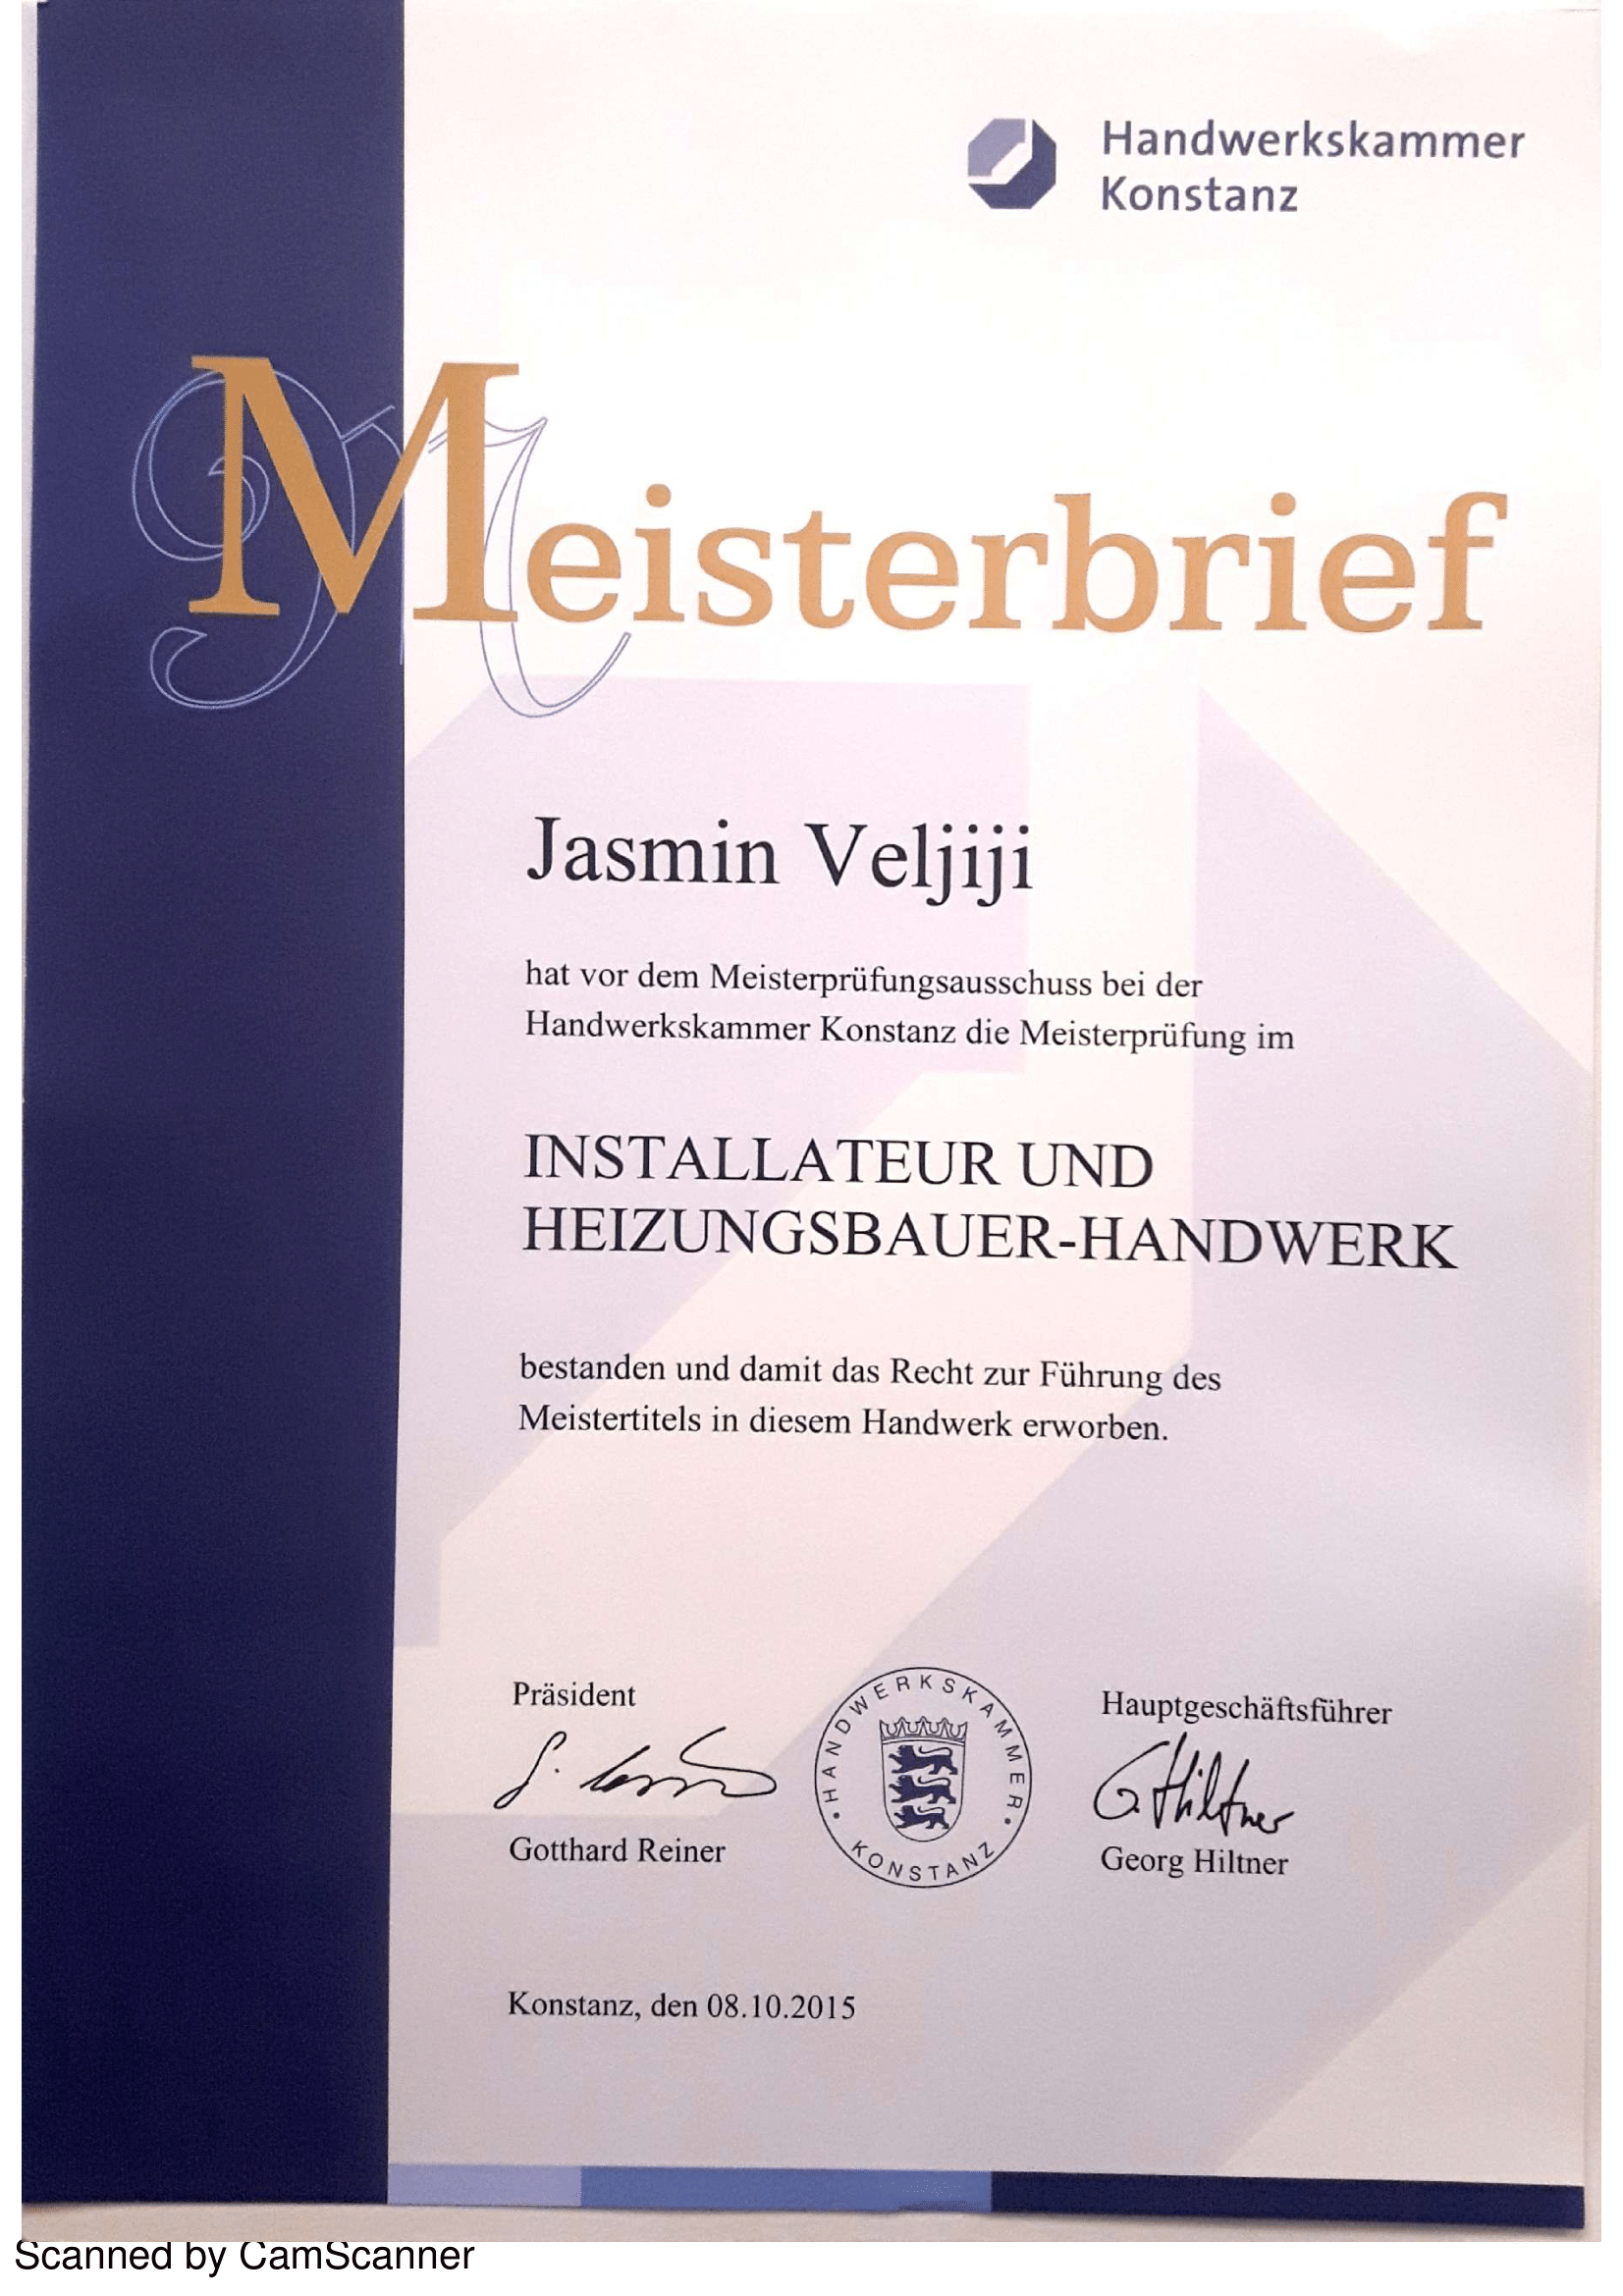 Handwerkskammer
Konstanz
Meisterbrief
Jasmin Veljiji
hat vor dem Meisterprüfungsausschuss bei der
Handwerkskammer Konstanz die Meisterprüfung im
INSTALLATEUR UND
HEIZUNGSBAUER-HANDWERK
bestanden und damit das Recht zur Führung des
Meistertitels in diesem Handwerk erworben.
Präsident
Gotthard Reiner
HANDWERKSKAMMER
KONSTANZ
Hauptgeschäftsführer
G. Hiltner
Georg Hiltner
Konstanz, den 08.10.2015
Scanned by CamScanner